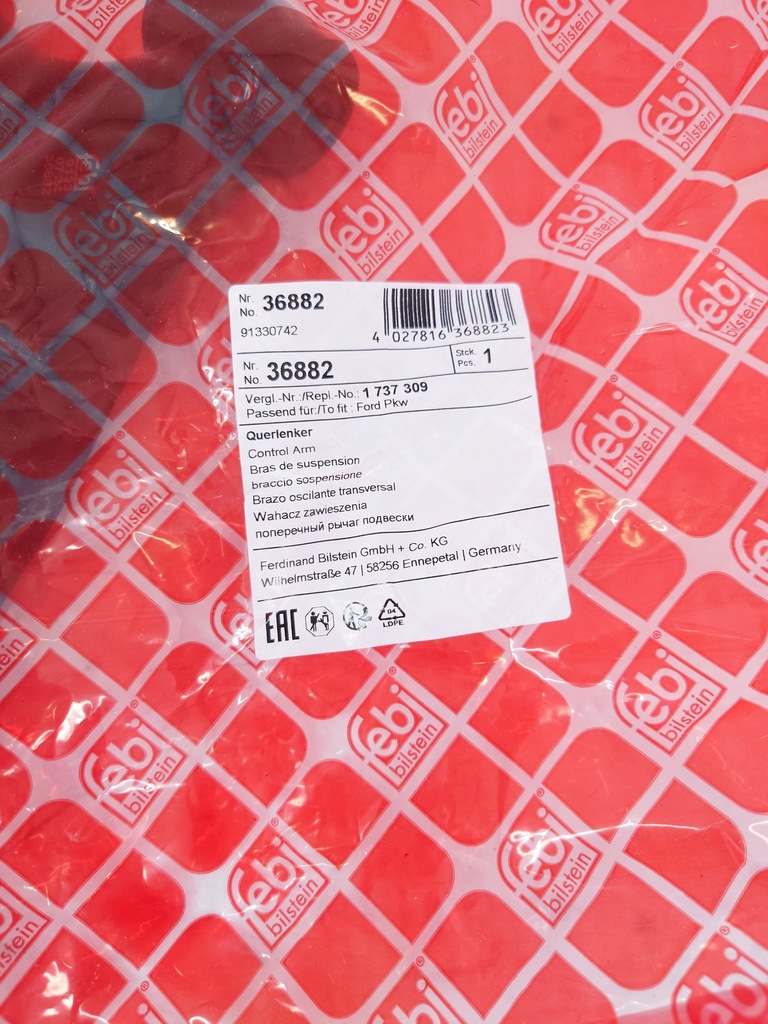 Nr.
No. 36882
91330742
4 027816 368823
Nr.
No. 36882
Stck.
Pcs. 1
Vergl.-Nr.:/Repl.-No.: 1 737 309
Passend für:/To fit : Ford Pkw
Querlenker
Control Arm
Bras de suspension
braccio sospensione
Brazo oscilante transversal
Wahacz zawieszenia
поперечный рычаг подвески
Ferdinand Bilstein GmbH + Co. KG
Wilhelmstraße 47 | 58256 Ennepetal | Germany
EAC
04
LDPE
febi
bilstein